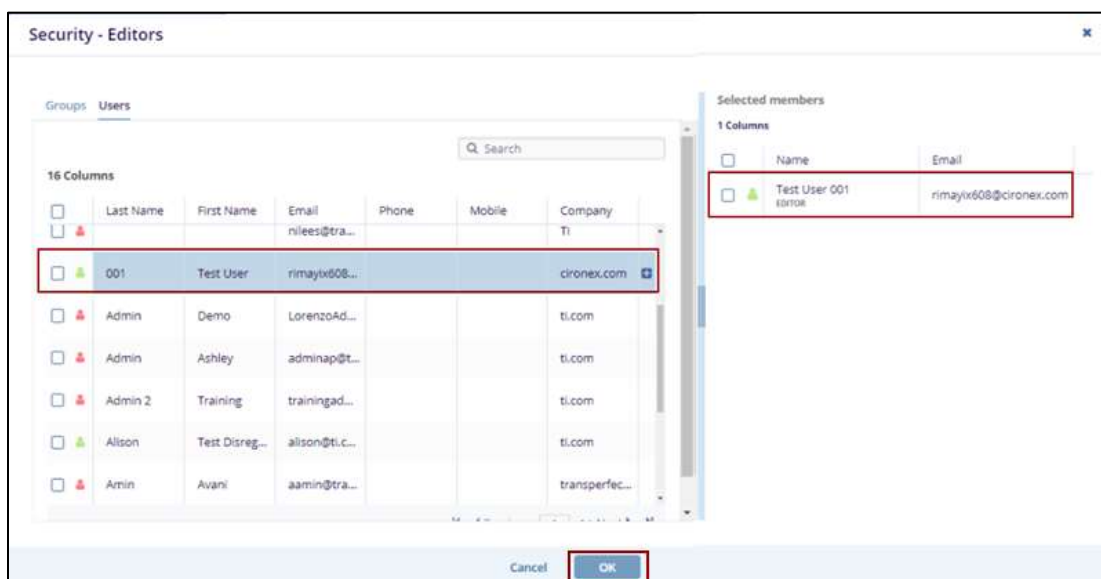 Security - Editors
Groups Users
Search
16 Columns
Last Name First Name Email Phone Mobile Company
nilees@tra... TI
001 Test User rimayix608... cironex.com
Admin Demo LorenzoAd... ti.com
Admin Ashley adminap@t... ti.com
Admin 2 Training trainingad... ti.com
Alison Test Disreg... alison@ti.c... ti.com
Amin Avani aamin@tra... transperfec...
Selected members
1 Columns
Name Email
Test User 001 rimayix608@cironex.com
EDITOR
Cancel OK